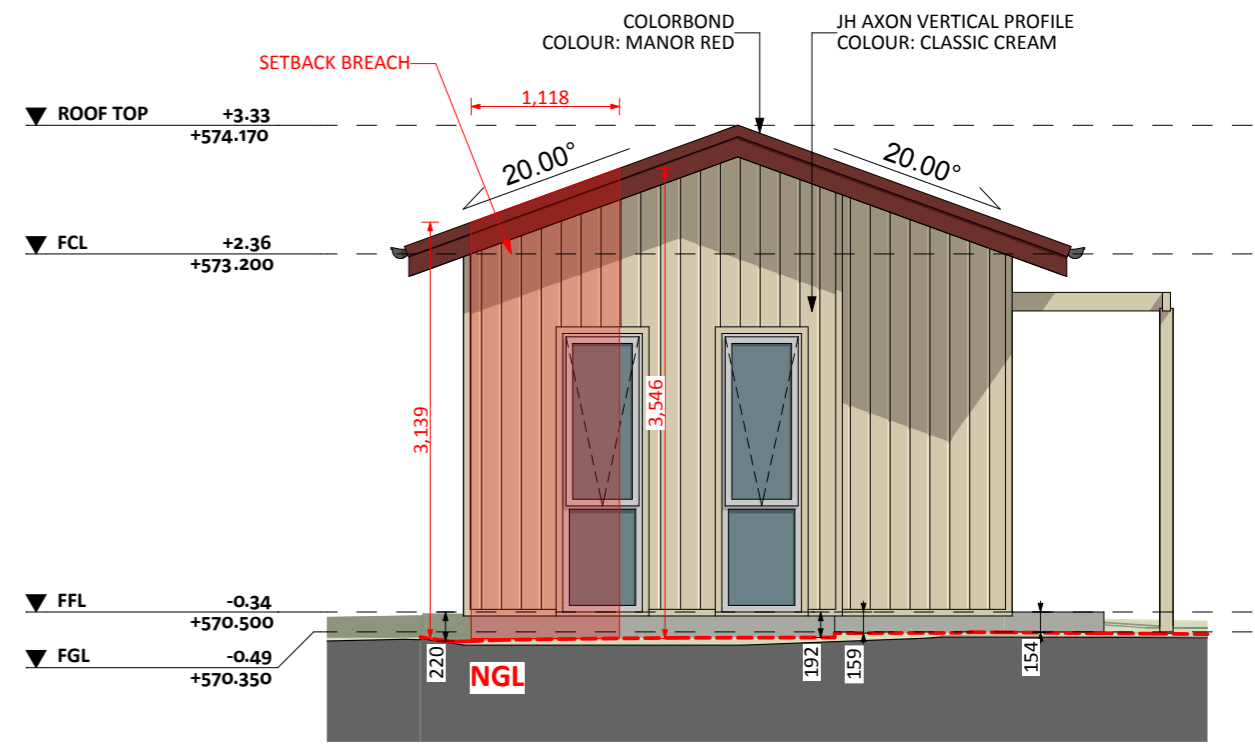 COLORBOND
COLOUR: MANOR RED
JH AXON VERTICAL PROFILE
COLOUR: CLASSIC CREAM
SETBACK BREACH
1,118
ROOF TOP +3.33
+574.170
20.00°
20.00°
FCL +2.36
+573.200
3,139
3,546
FFL -0.34
+570.500
FGL -0.49
+570.350
220
NGL
192
159
154